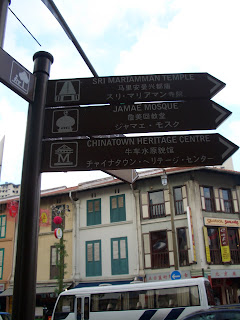 SRI MARIAMMAN TEMPLE
马里安曼兴都庙
スリ・マリアマン寺院
JAMAE MOSQUE
詹美回教堂
ジャマエ・モスク
CHINATOWN HERITAGE CENTRE
牛车水原貌馆
チャイナタウン・ヘリテージ・センター